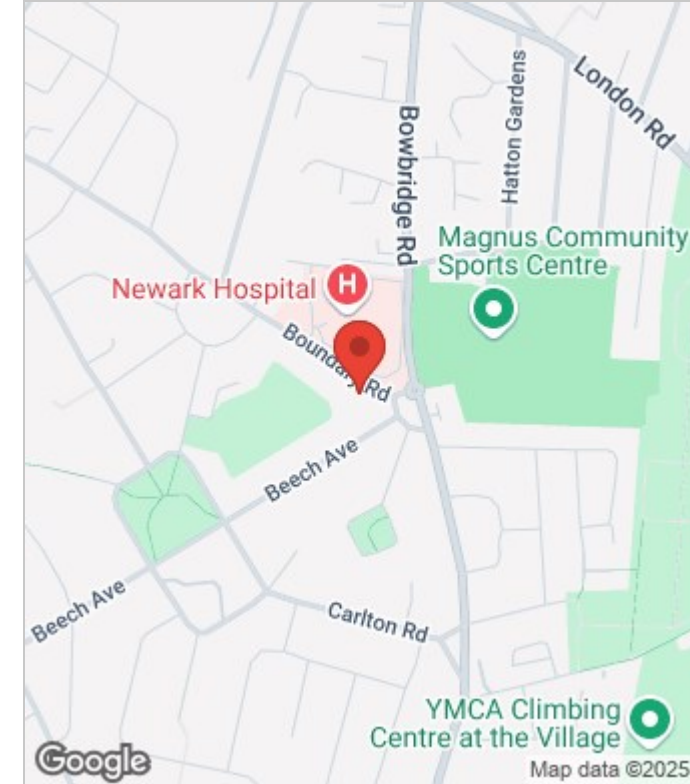 London Rd
Hatton Gardens
Bowbridge Rd
Magnus Community
Sports Centre
Newark Hospital
H
Boundary Rd
Beech Ave
Beech Ave
Carlton Rd
YMCA Climbing
Centre at the Village
Google
Map data ©2025